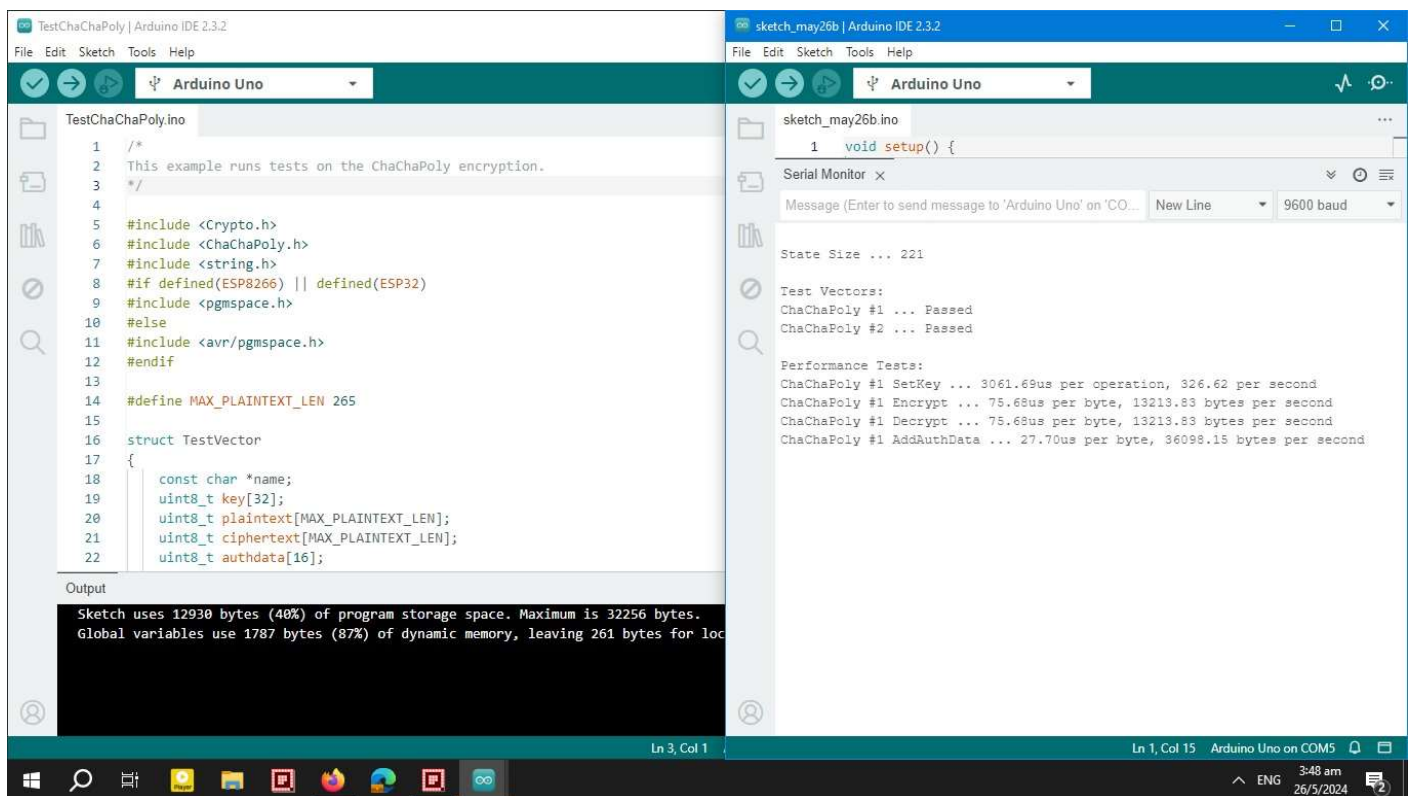 TestChaChaPoly | Arduino IDE 2.3.2
File Edit Sketch Tools Help
Arduino Uno
TestChaChaPoly.ino
1 /*
2 This example runs tests on the ChaChaPoly encryption.
3 */
4
5 #include <Crypto.h>
6 #include <ChaChaPoly.h>
7 #include <string.h>
8 #if defined(ESP8266) || defined(ESP32)
9 #include <pgmspace.h>
10 #else
11 #include <avr/pgmspace.h>
12 #endif
13
14 #define MAX_PLAINTEXT_LEN 265
15
16 struct TestVector
17 {
18 const char *name;
19 uint8_t key[32];
20 uint8_t plaintext[MAX_PLAINTEXT_LEN];
21 uint8_t ciphertext[MAX_PLAINTEXT_LEN];
22 uint8_t authdata[16];
Output
Sketch uses 12930 bytes (40%) of program storage space. Maximum is 32256 bytes.
Global variables use 1787 bytes (87%) of dynamic memory, leaving 261 bytes for loc
Ln 3, Col 1
sketch_may26b | Arduino IDE 2.3.2
File Edit Sketch Tools Help
Arduino Uno
sketch_may26b.ino
1 void setup() {
Serial Monitor
Message (Enter to send message to 'Arduino Uno' on 'CO... New Line 9600 baud
State Size ... 221
Test Vectors:
ChaChaPoly #1 ... Passed
ChaChaPoly #2 ... Passed
Performance Tests:
ChaChaPoly #1 SetKey ... 3061.69us per operation, 326.62 per second
ChaChaPoly #1 Encrypt ... 75.68us per byte, 13213.83 bytes per second
ChaChaPoly #1 Decrypt ... 75.68us per byte, 13213.83 bytes per second
ChaChaPoly #1 AddAuthData ... 27.70us per byte, 36098.15 bytes per second
Ln 1, Col 15 Arduino Uno on COM5
Player
ENG
3:48 am
26/5/2024
2